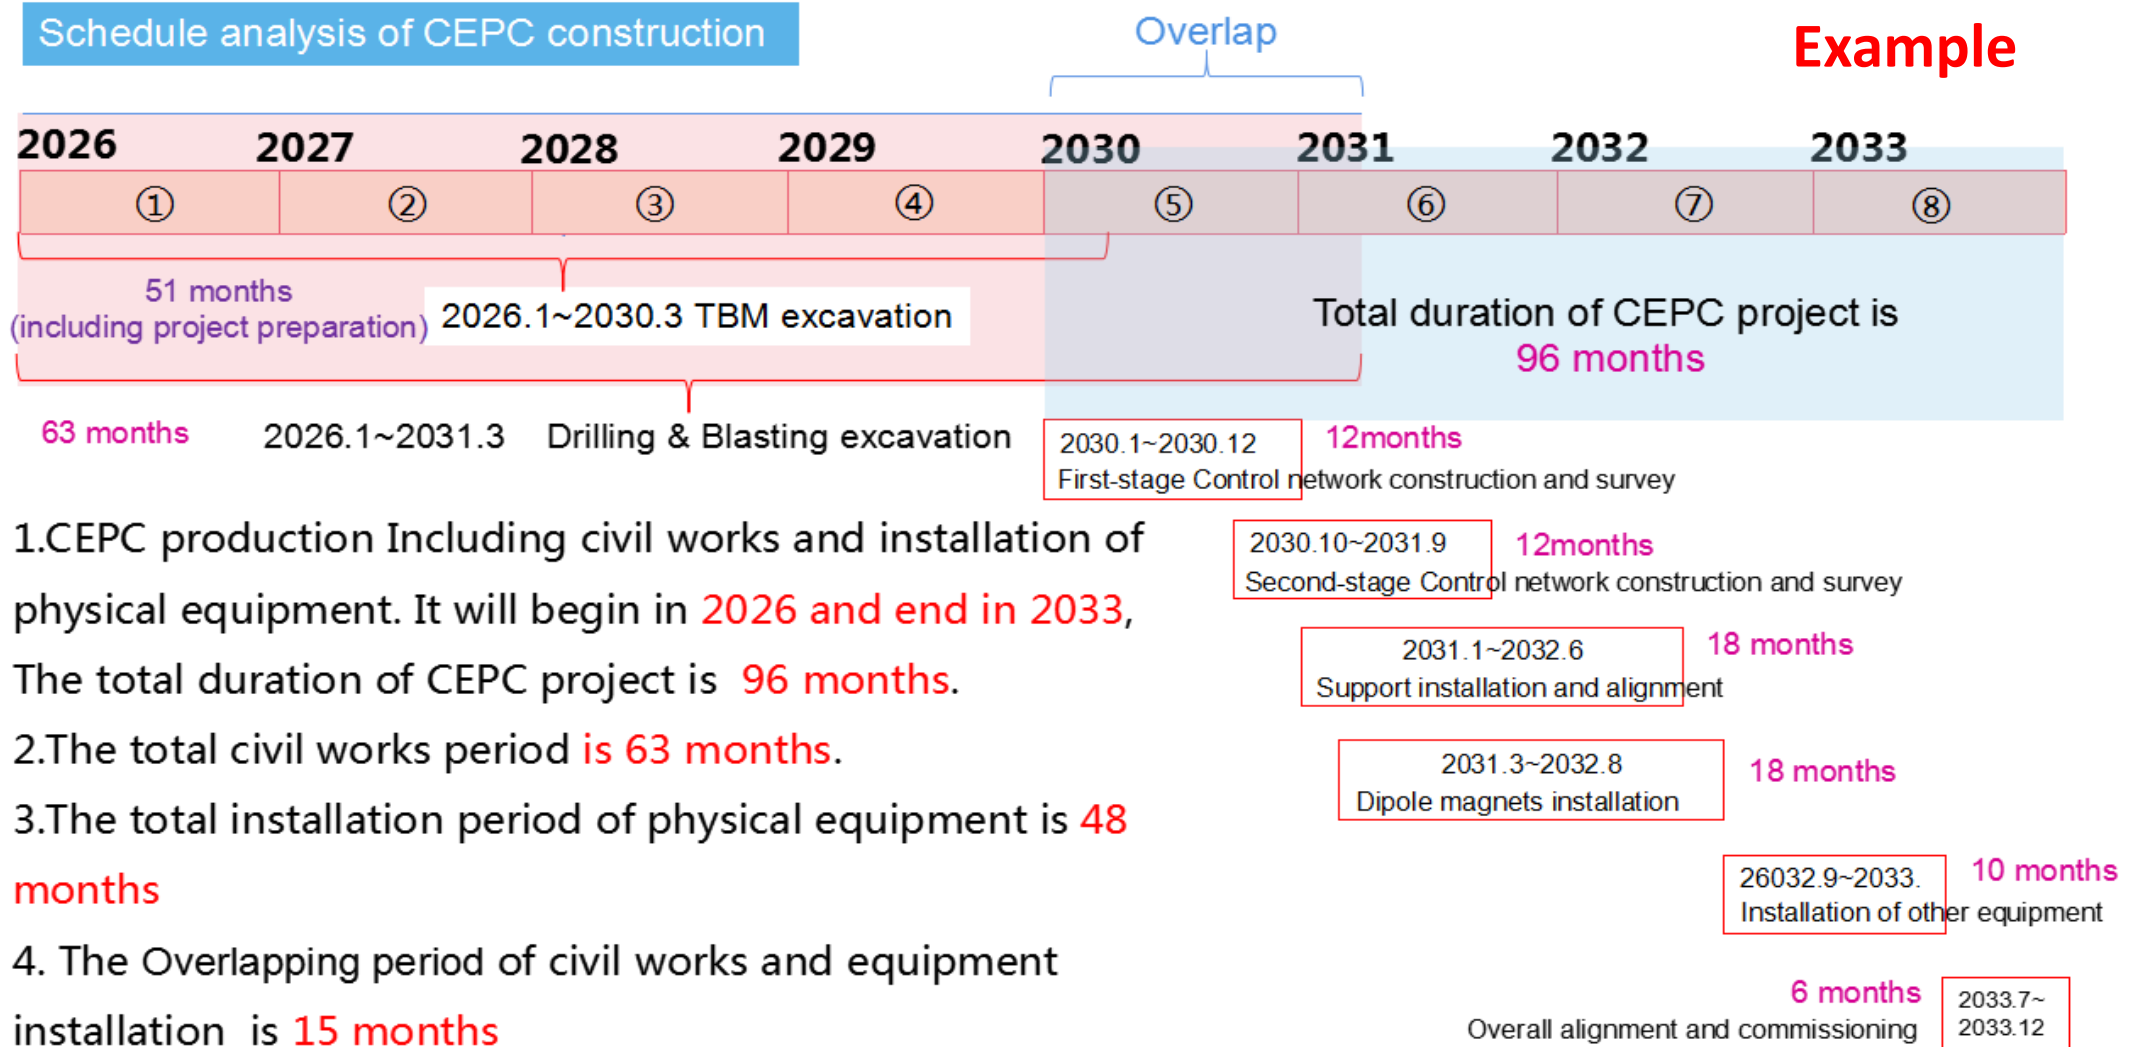 Schedule analysis of CEPC construction
Overlap
Example
2026 2027 2028 2029 2030 2031 2032 2033
① ② ③ ④ ⑤ ⑥ ⑦ ⑧
51 months
(including project preparation)
2026.1~2030.3 TBM excavation
Total duration of CEPC project is
96 months
63 months
2026.1~2031.3 Drilling & Blasting excavation
2030.1~2030.12
12months
First-stage Control network construction and survey
2030.10~2031.9
12months
Second-stage Control network construction and survey
2031.1~2032.6
18 months
Support installation and alignment
2031.3~2032.8
18 months
Dipole magnets installation
26032.9~2033.
10 months
Installation of other equipment
6 months
Overall alignment and commissioning
2033.7~
2033.12
1.CEPC production Including civil works and installation of
physical equipment. It will begin in 2026 and end in 2033,
The total duration of CEPC project is 96 months.
2.The total civil works period is 63 months.
3.The total installation period of physical equipment is 48
months
4. The Overlapping period of civil works and equipment
installation is 15 months